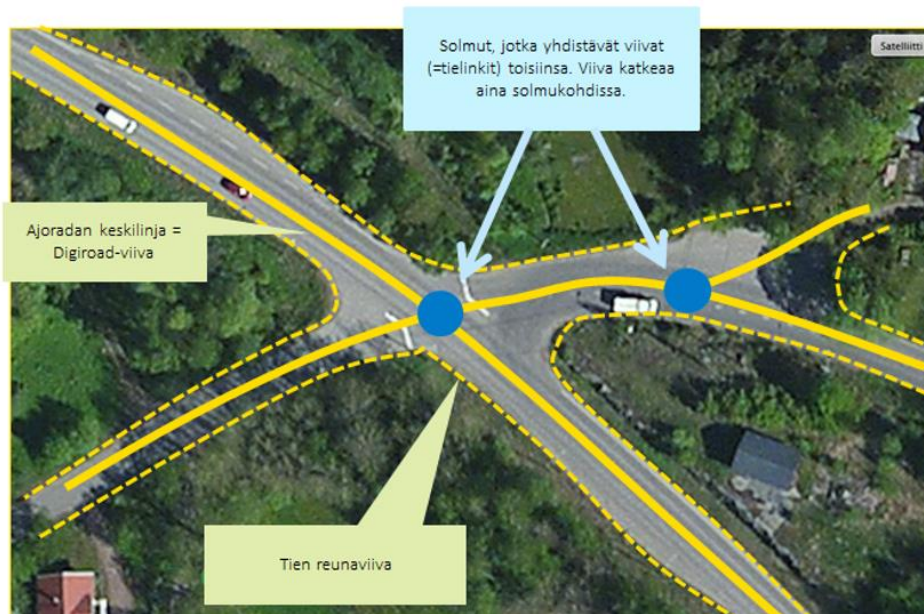 Solmut, jotka yhdistävät viivat
(=tielinkit) toisiinsa. Viiva katkeaa
aina solmukohdissa.
Satelliitti
Ajoradan keskilinja =
Digiroad-viiva
Tien reunaviiva